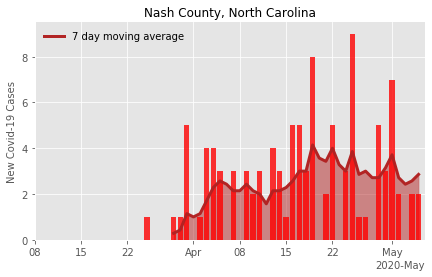 Nash County, North Carolina
7 day moving average
New Covid-19 Cases
8
6
4
2
0
08 15 22 Apr 08 15 22 May
2020-May